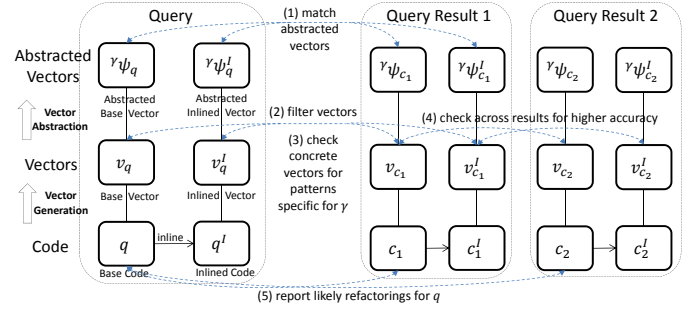 Query
Query Result 1
Query Result 2
(1) match
abstracted
vectors
Abstracted
Vectors
γψq
γψqI
γψc1
γψc1I
γψc2
γψc2I
Abstracted
Base Vector
Abstracted
Inlined Vector
Vector
Abstraction
(2) filter vectors
(4) check across results for higher accuracy
(3) check
concrete
vectors for
patterns
specific for γ
Vectors
vq
vqI
vc1
vc1I
vc2
vc2I
Base Vector
Inlined Vector
Vector
Generation
Code
q
inline
qI
c1
c1I
c2
c2I
Base Code
Inlined Code
(5) report likely refactorings for q